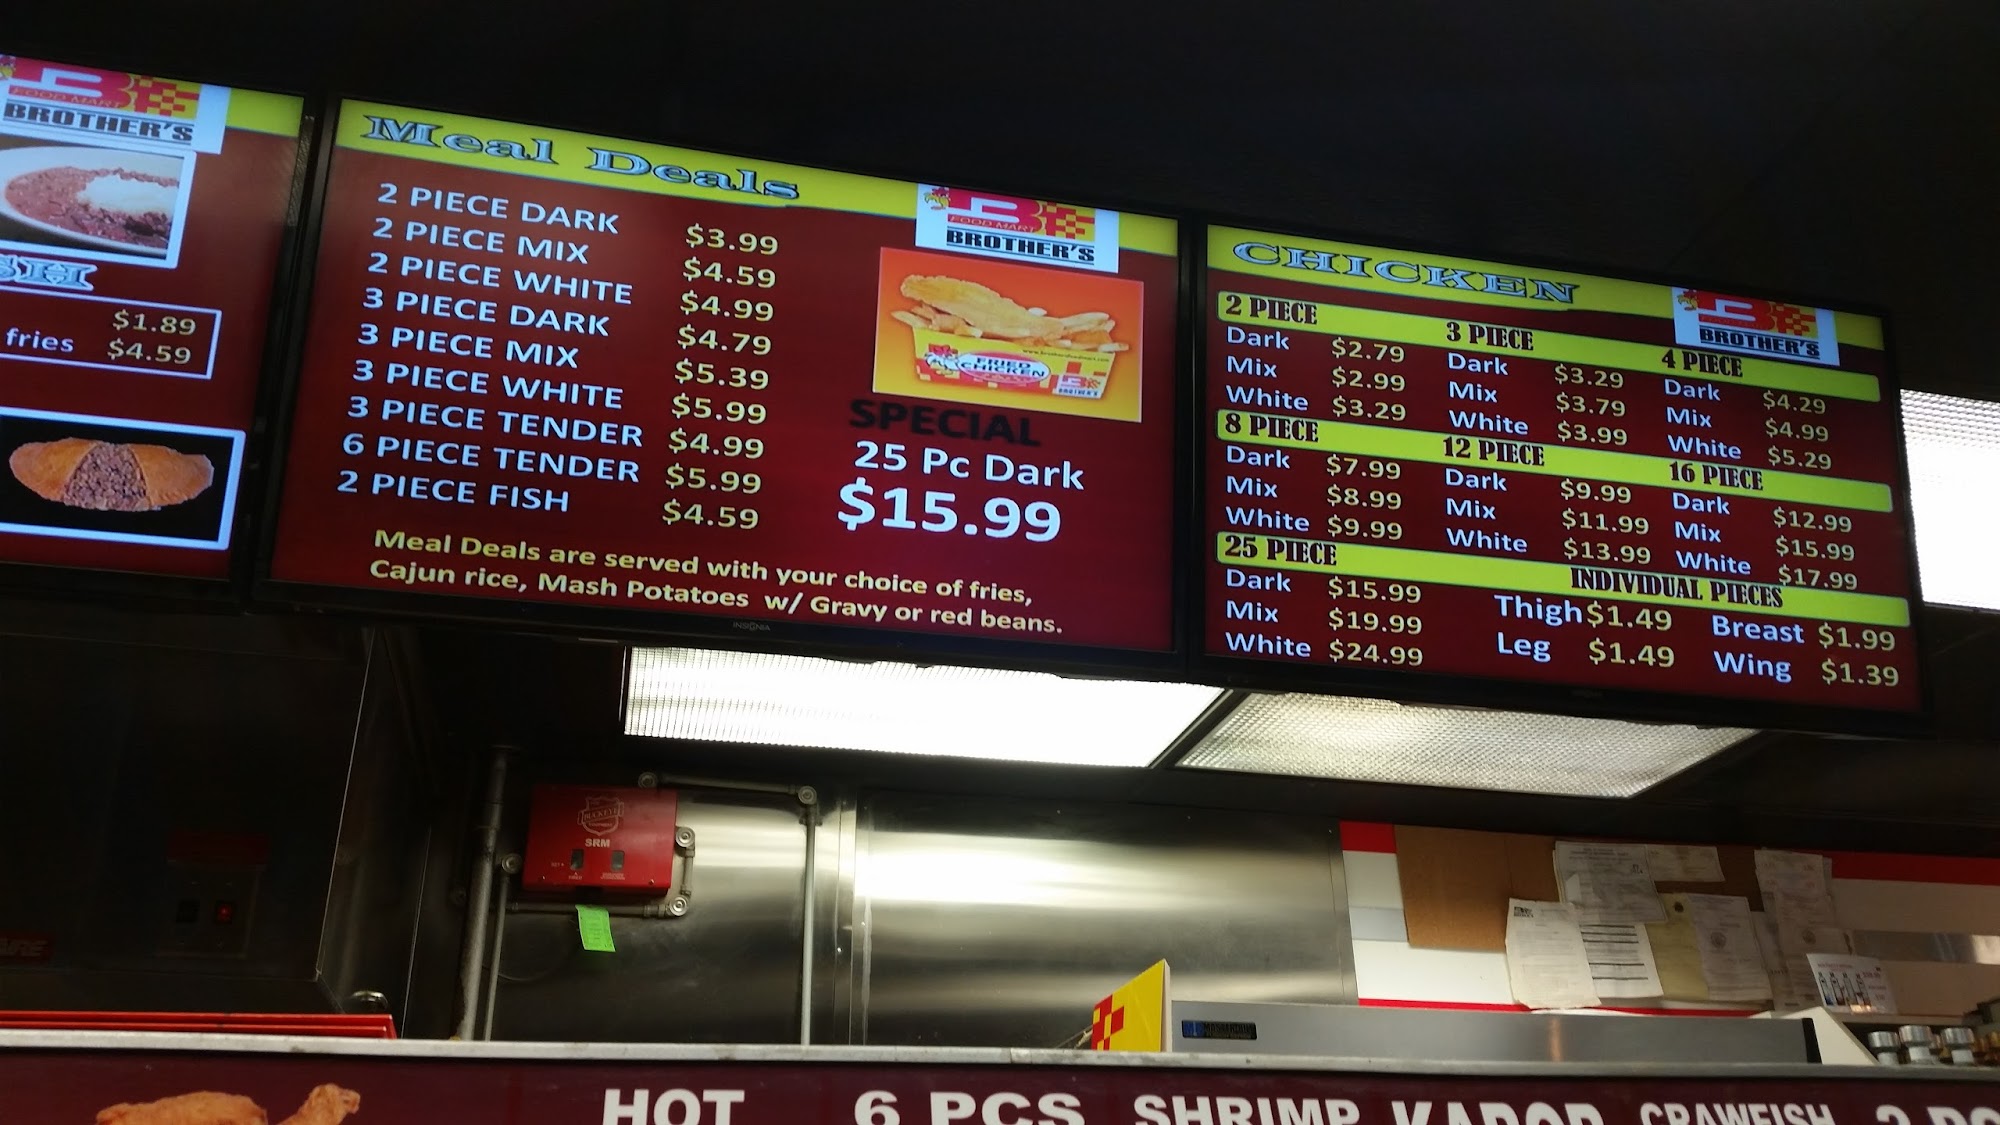 FOOD MART
BROTHER'S
SH
$1.89
fries $4.59
Meal Deals
FOOD MART
BROTHER'S
2 PIECE DARK $3.99
2 PIECE MIX $4.59
2 PIECE WHITE $4.99
3 PIECE DARK $4.79
3 PIECE MIX $5.39
3 PIECE WHITE $5.99
3 PIECE TENDER $4.99
6 PIECE TENDER $5.99
2 PIECE FISH $4.59
FRIED
CHICKEN
BROTHER'S
SPECIAL
25 Pc Dark
$15.99
Meal Deals are served with your choice of fries,
Cajun rice, Mash Potatoes w/ Gravy or red beans.
INSIGNIA
CHICKEN
BROTHER'S
2 PIECE
Dark $2.79
Mix $2.99
White $3.29
3 PIECE
Dark $3.29
Mix $3.79
White $3.99
4 PIECE
Dark $4.29
Mix $4.99
White $5.29
8 PIECE
Dark $7.99
Mix $8.99
White $9.99
12 PIECE
Dark $9.99
Mix $11.99
White $13.99
16 PIECE
Dark $12.99
Mix $15.99
White $17.99
25 PIECE
Dark $15.99
Mix $19.99
White $24.99
INDIVIDUAL PIECES
Thigh $1.49 Breast $1.99
Leg $1.49 Wing $1.39
BUCKEYE
SRM
HOT 6 PCS SHRIMP KABOB CRAWFISH